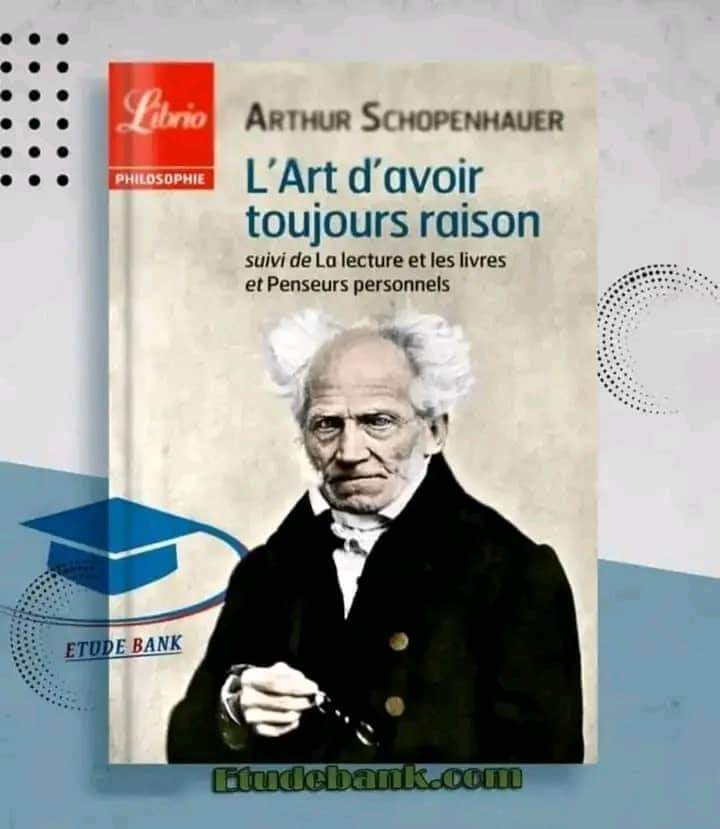 Librio
PHILOSOPHIE
ARTHUR SCHOPENHAUER
L'Art d'avoir
toujours raison
suivi de La lecture et les livres
et Penseurs personnels
ETUDE BANK
Etudebank.com